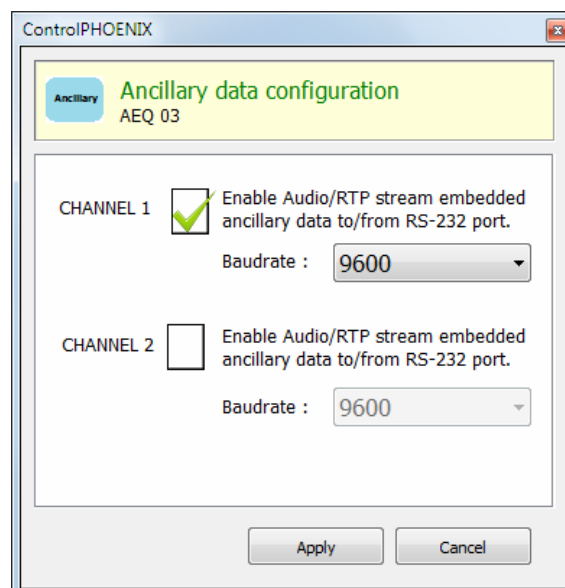 ControlPHOENIX
Ancillary
Ancillary data configuration
AEQ 03
CHANNEL 1
Enable Audio/RTP stream embedded
ancillary data to/from RS-232 port.
Baudrate :
9600
CHANNEL 2
Enable Audio/RTP stream embedded
ancillary data to/from RS-232 port.
Baudrate :
9600
Apply
Cancel